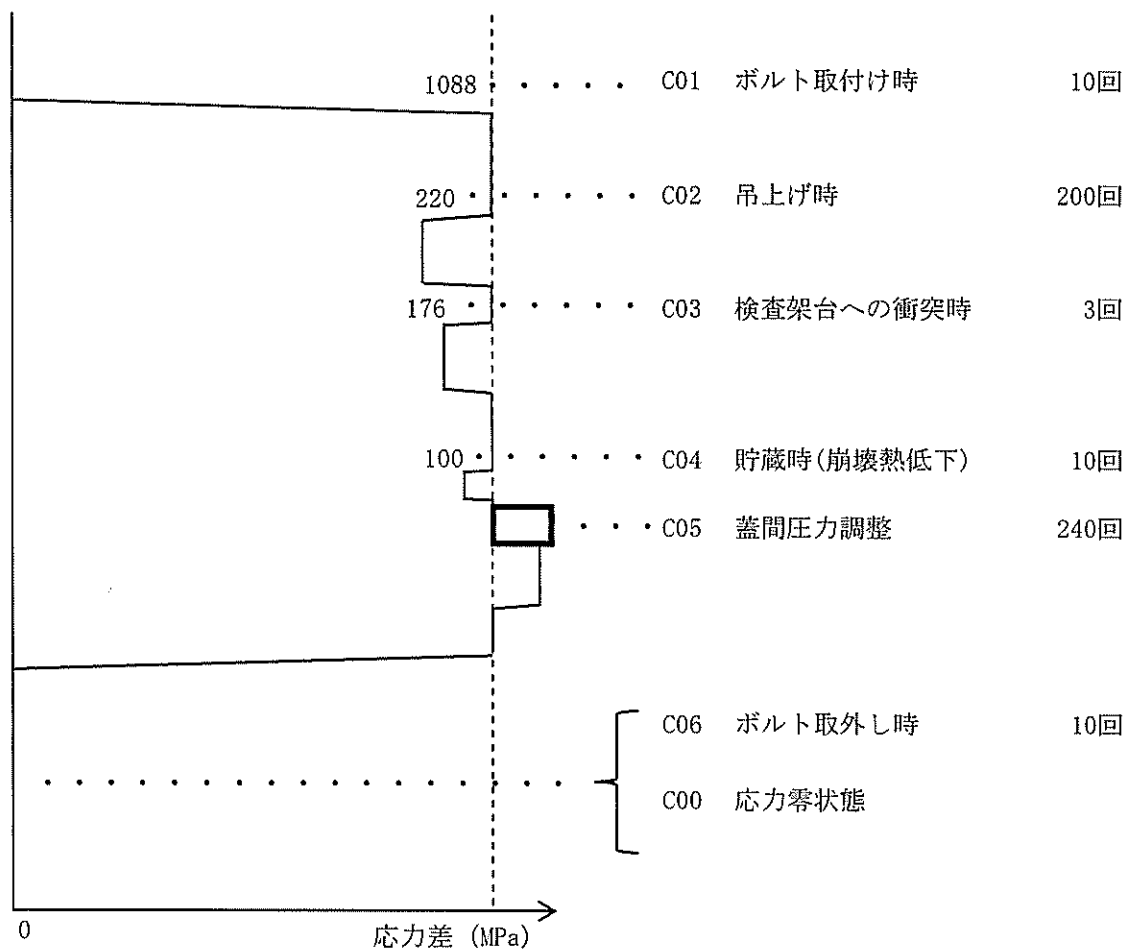 1088 C01 ボルト取付け時 10回
220 C02 吊上げ時 200回
176 C03 検査架台への衝突時 3回
100 C04 貯蔵時(崩壊熱低下) 10回
C05 蓋間圧力調整 240回
C06 ボルト取外し時 10回
C00 応力零状態
0
応力差 (MPa)